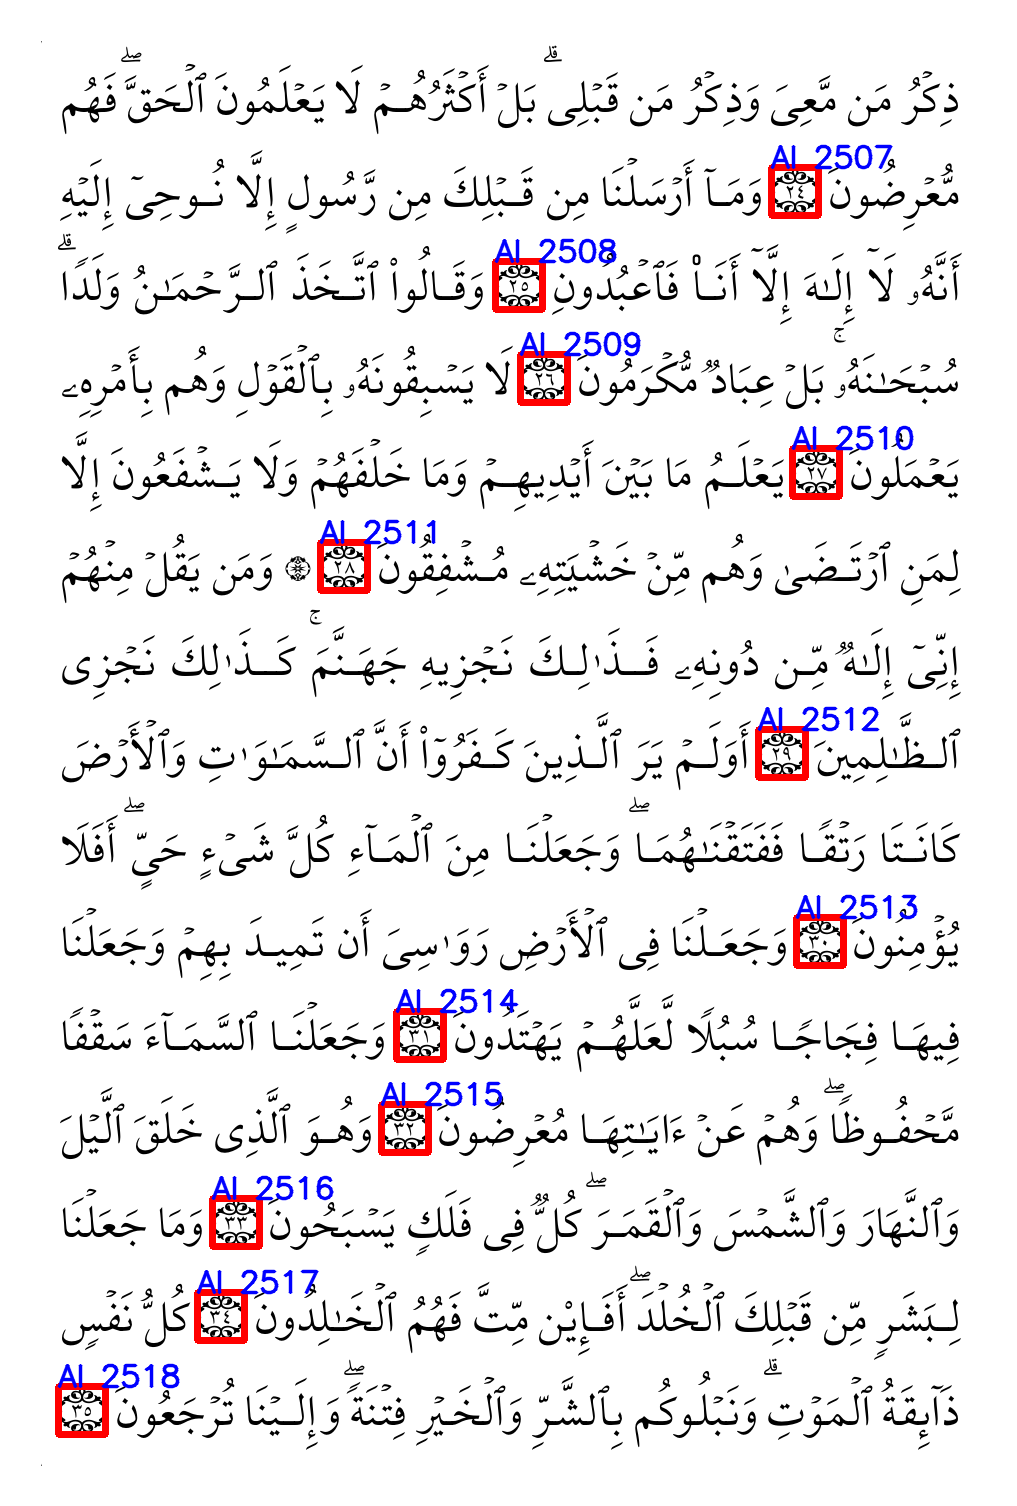 ذِكْرُ مَن مَّعِىَ وَذِكْرُ مَن قَبْلِى ۗ بَلْ أَكْثَرُهُمْ لَا يَعْلَمُونَ ٱلْحَقَّ ۖ فَهُم
AI_2507
مُّعْرِضُونَ ٢٤ وَمَآ أَرْسَلْنَا مِن قَبْلِكَ مِن رَّسُولٍ إِلَّا نُوحِىٓ إِلَيْهِ
AI_2508
أَنَّهُۥ لَآ إِلَـٰهَ إِلَّآ أَنَا۠ فَٱعْبُدُونِ ٢٥ وَقَالُوا۟ ٱتَّخَذَ ٱلرَّحْمَـٰنُ وَلَدًا ۗ
AI_2509
سُبْحَـٰنَهُۥ ۚ بَلْ عِبَادٌ مُّكْرَمُونَ ٢٦ لَا يَسْبِقُونَهُۥ بِٱلْقَوْلِ وَهُم بِأَمْرِهِۦ
AI_2510
يَعْمَلُونَ ٢٧ يَعْلَمُ مَا بَيْنَ أَيْدِيهِمْ وَمَا خَلْفَهُمْ وَلَا يَشْفَعُونَ إِلَّا
AI_2511
لِمَنِ ٱرْتَضَىٰ وَهُم مِّنْ خَشْيَتِهِۦ مُشْفِقُونَ ٢٨ ۞ وَمَن يَقُلْ مِنْهُمْ
إِنِّىٓ إِلَـٰهٌ مِّن دُونِهِۦ فَذَٰلِكَ نَجْزِيهِ جَهَنَّمَ ۚ كَذَٰلِكَ نَجْزِى
AI_2512
ٱلظَّـٰلِمِينَ ٢٩ أَوَلَمْ يَرَ ٱلَّذِينَ كَفَرُوٓا۟ أَنَّ ٱلسَّمَـٰوَٰتِ وَٱلْأَرْضَ
كَانَتَا رَتْقًا فَفَتَقْنَـٰهُمَا ۖ وَجَعَلْنَا مِنَ ٱلْمَآءِ كُلَّ شَىْءٍ حَىٍّ ۖ أَفَلَا
AI_2513
يُؤْمِنُونَ ٣٠ وَجَعَلْنَا فِى ٱلْأَرْضِ رَوَٰسِىَ أَن تَمِيدَ بِهِمْ وَجَعَلْنَا
AI_2514
فِيهَا فِجَاجًا سُبُلًا لَّعَلَّهُمْ يَهْتَدُونَ ٣١ وَجَعَلْنَا ٱلسَّمَآءَ سَقْفًا
AI_2515
مَّحْفُوظًا ۖ وَهُمْ عَنْ ءَايَـٰتِهَا مُعْرِضُونَ ٣٢ وَهُوَ ٱلَّذِى خَلَقَ ٱلَّيْلَ
AI_2516
وَٱلنَّهَارَ وَٱلشَّمْسَ وَٱلْقَمَرَ ۖ كُلٌّ فِى فَلَكٍ يَسْبَحُونَ ٣٣ وَمَا جَعَلْنَا
AI_2517
لِبَشَرٍ مِّن قَبْلِكَ ٱلْخُلْدَ ۖ أَفَإِي۟ن مِّتَّ فَهُمُ ٱلْخَـٰلِدُونَ ٣٤ كُلُّ نَفْسٍ
AI_2518
ذَآئِقَةُ ٱلْمَوْتِ ۗ وَنَبْلُوكُم بِٱلشَّرِّ وَٱلْخَيْرِ فِتْنَةً ۖ وَإِلَيْنَا تُرْجَعُونَ ٣٥